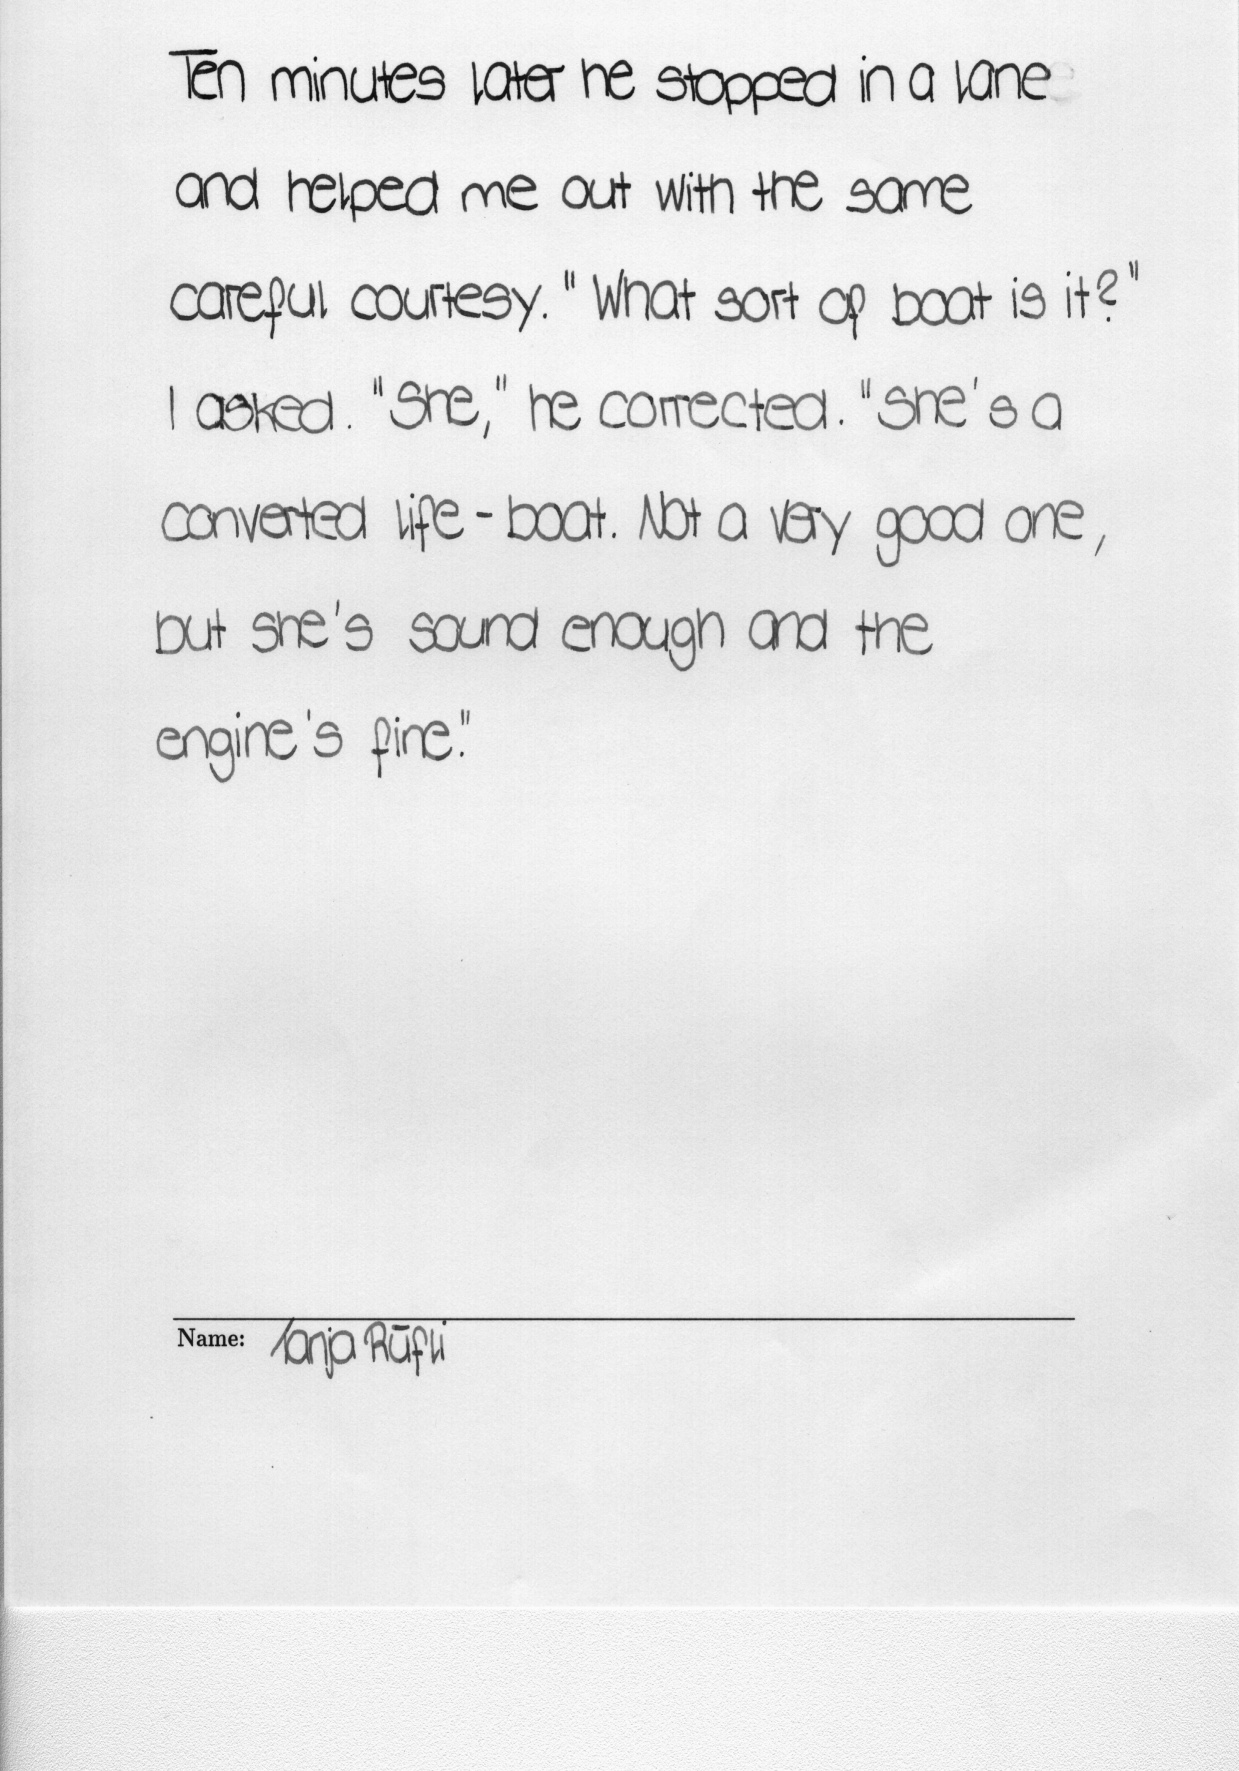 Ten minutes later he stopped in a lane
and helped me out with the same
careful courtesy. "What sort of boat is it?"
I asked. "She," he corrected. "She's a
converted life-boat. Not a very good one,
but she's sound enough and the
engine's fine."
Name: Tanja Rüfli